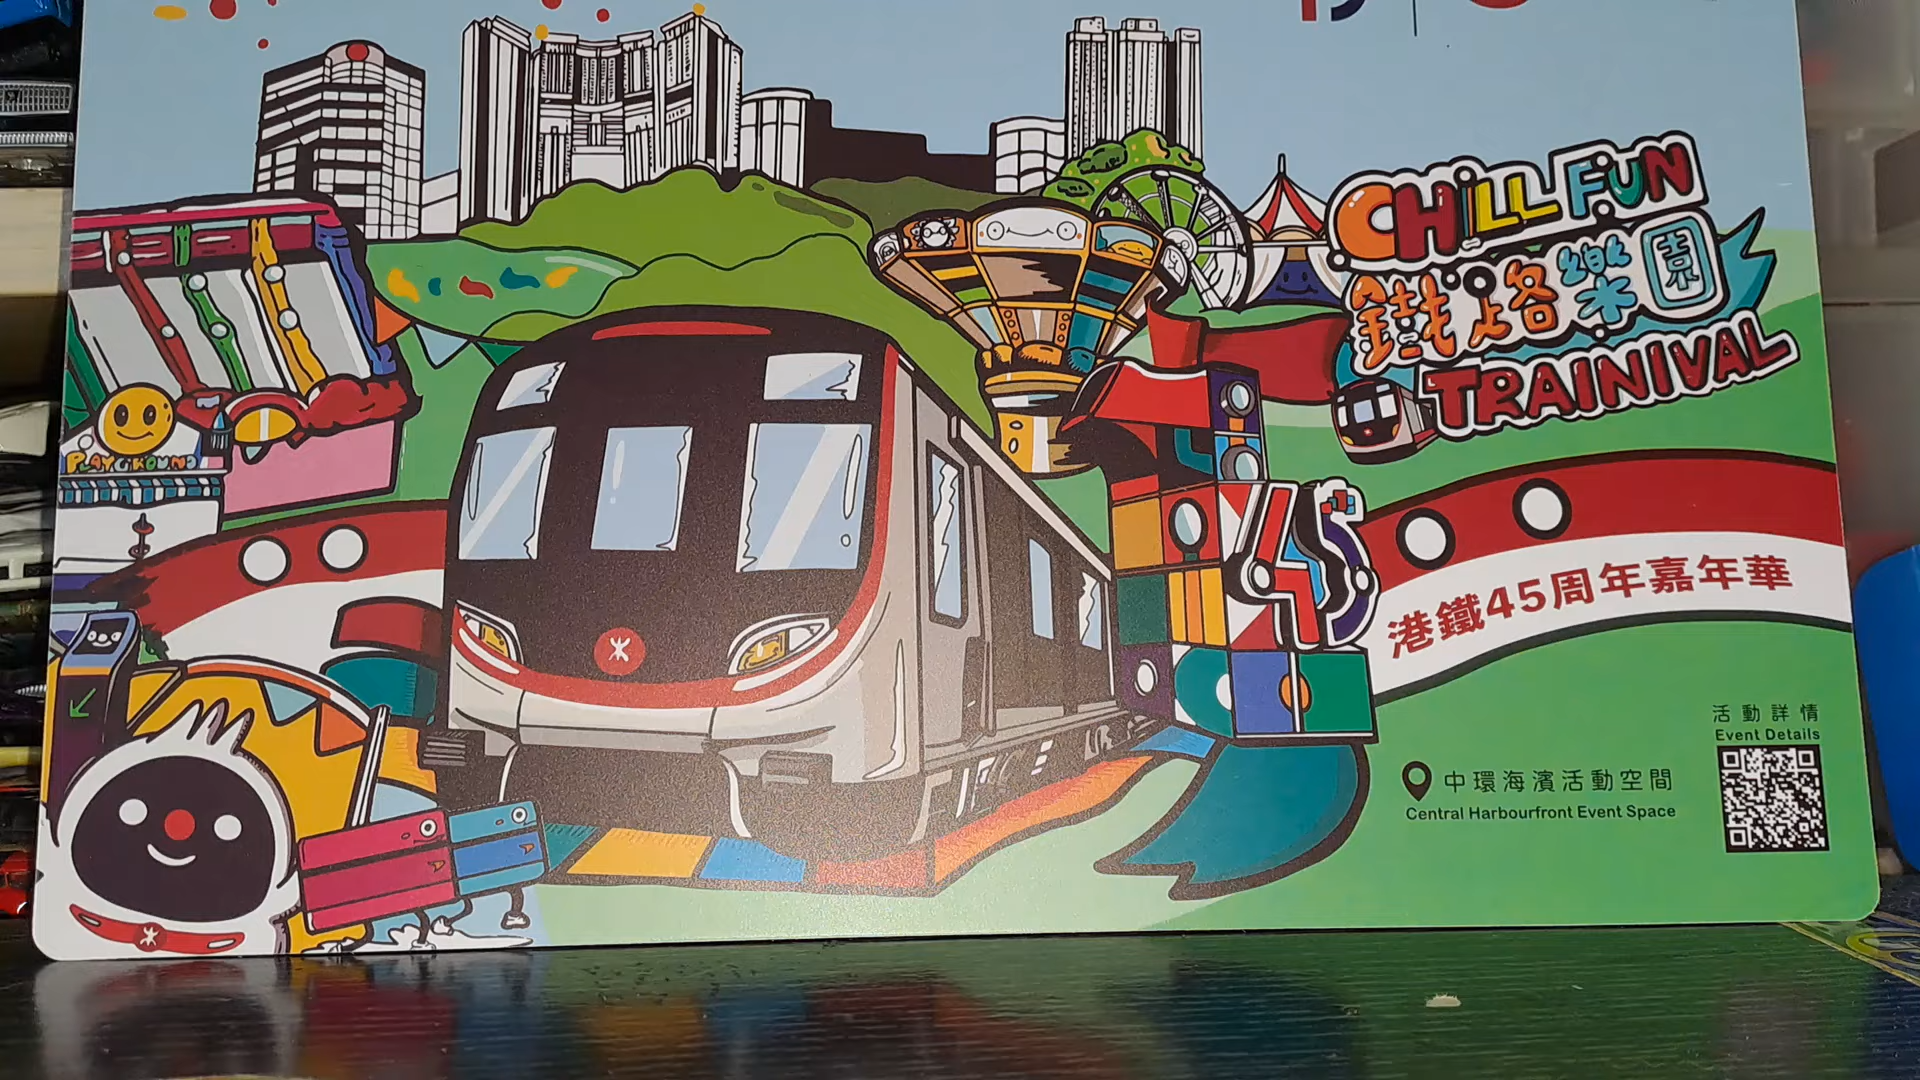 CHiLL FUN
鐵路樂園
TRAINIVAL
PLAYGROUND
45
港鐵45周年嘉年華
活動詳情
Event Details
中環海濱活動空間
Central Harbourfront Event Space